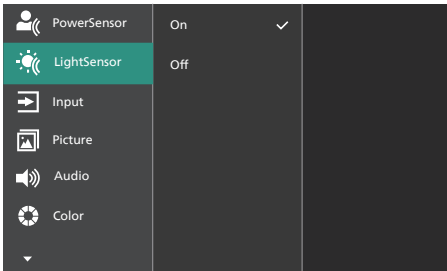 PowerSensor
On
LightSensor
Off
Input
Picture
Audio
Color